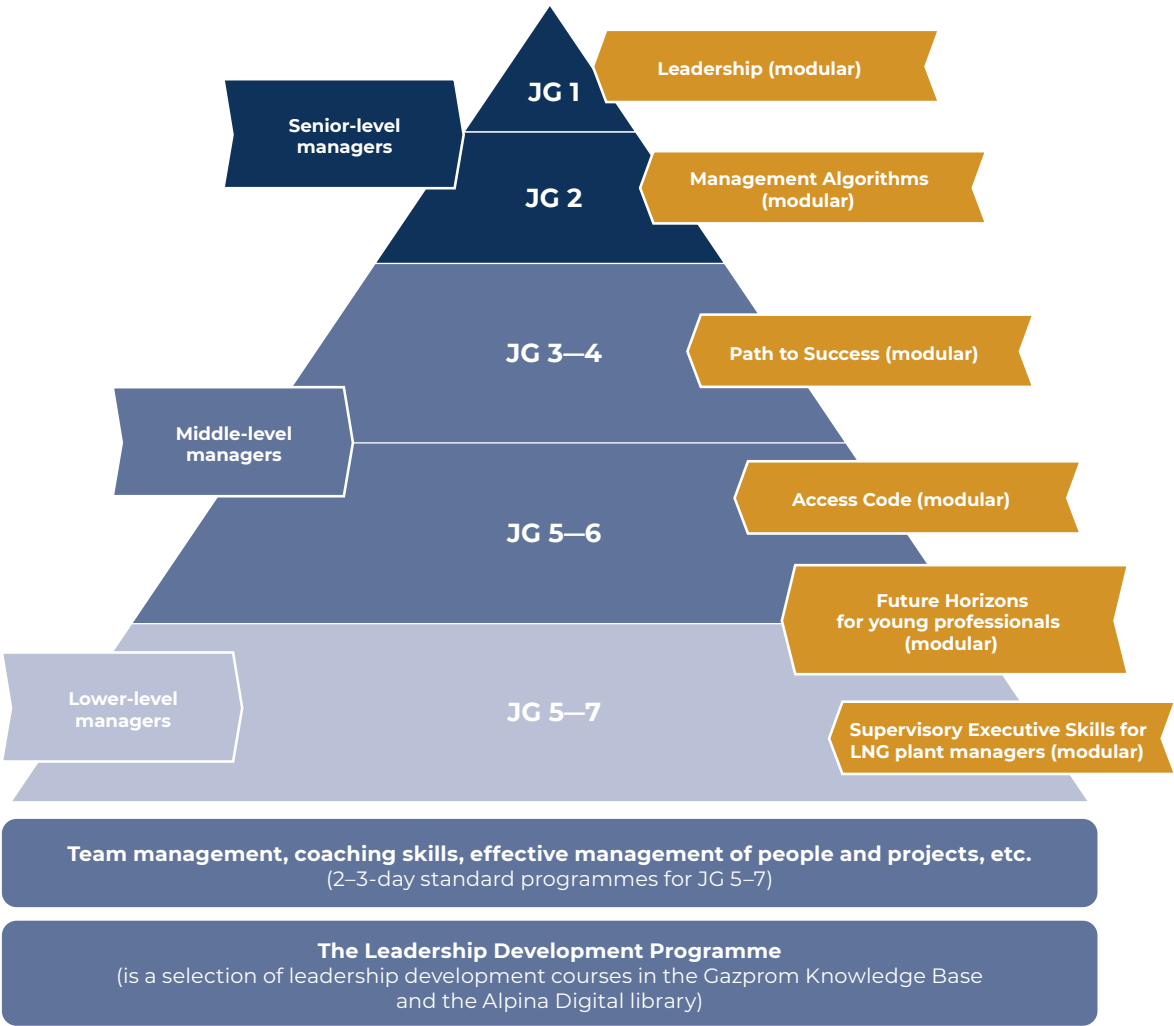 JG 1
Leadership (modular)
Senior-level
managers
JG 2
Management Algorithms
(modular)
JG 3—4
Path to Success (modular)
Middle-level
managers
Access Code (modular)
JG 5—6
Future Horizons
for young professionals
(modular)
Lower-level
managers
JG 5—7
Supervisory Executive Skills for
LNG plant managers (modular)
Team management, coaching skills, effective management of people and projects, etc.
(2–3-day standard programmes for JG 5–7)
The Leadership Development Programme
(is a selection of leadership development courses in the Gazprom Knowledge Base
and the Alpina Digital library)